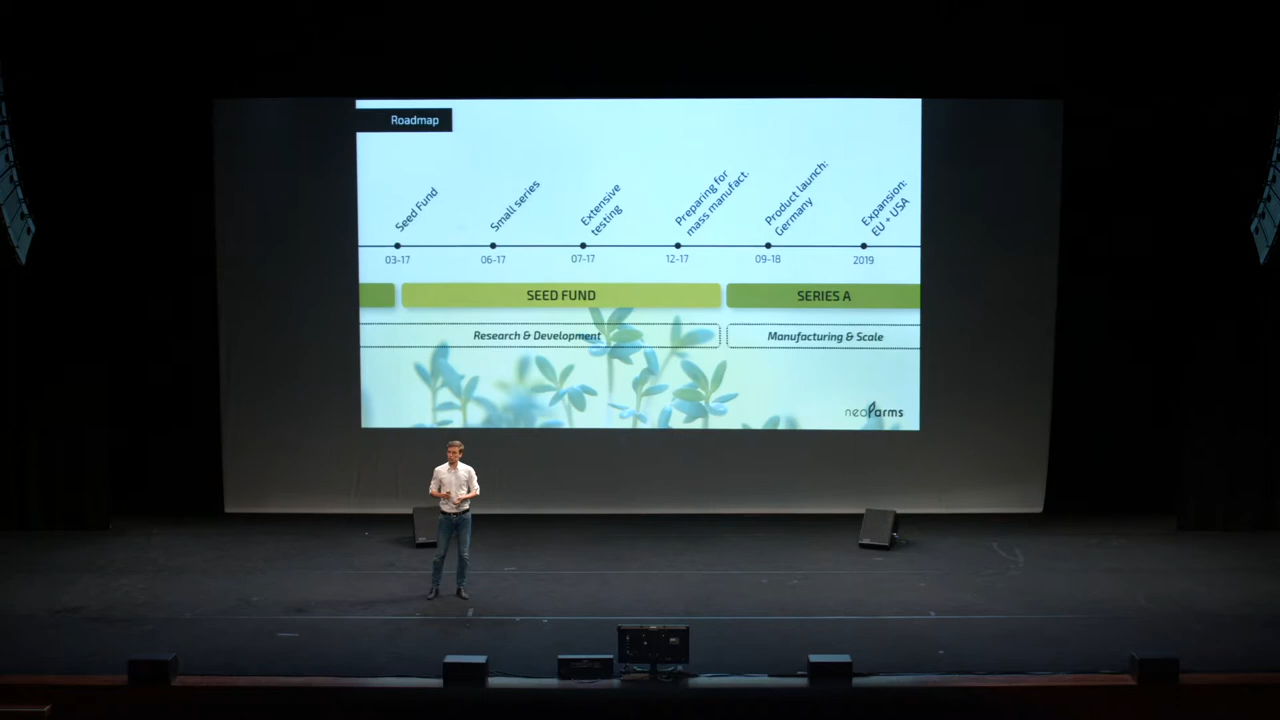 Roadmap
Seed Fund
Small series
Extensive
testing
Preparing for
mass manufact.
Product launch:
Germany
Expansion:
EU + USA
03-17
06-17
07-17
12-17
09-18
2019
SEED FUND
SERIES A
Research & Development
Manufacturing & Scale
neoFarms